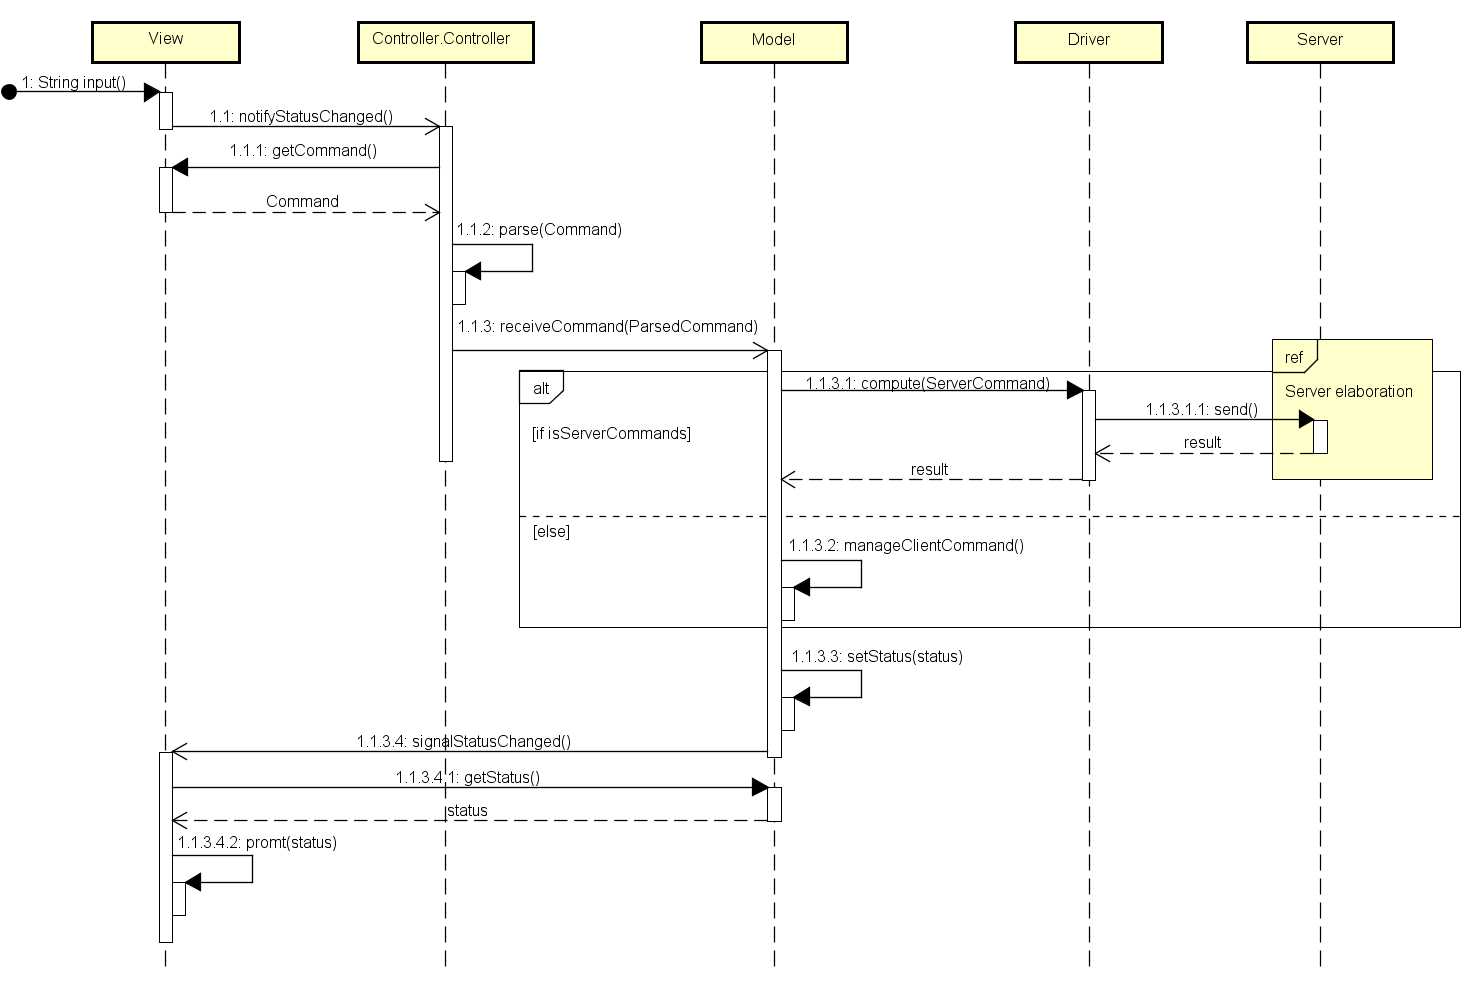 View
Controller.Controller
Model
Driver
Server
1: String input()
1.1: notifyStatusChanged()
1.1.1: getCommand()
Command
1.1.2: parse(Command)
1.1.3: receiveCommand(ParsedCommand)
ref
alt
1.1.3.1: compute(ServerCommand)
Server elaboration
1.1.3.1.1: send()
[if isServerCommands]
result
result
[else]
1.1.3.2: manageClientCommand()
1.1.3.3: setStatus(status)
1.1.3.4: signalStatusChanged()
1.1.3.4.1: getStatus()
status
1.1.3.4.2: promt(status)